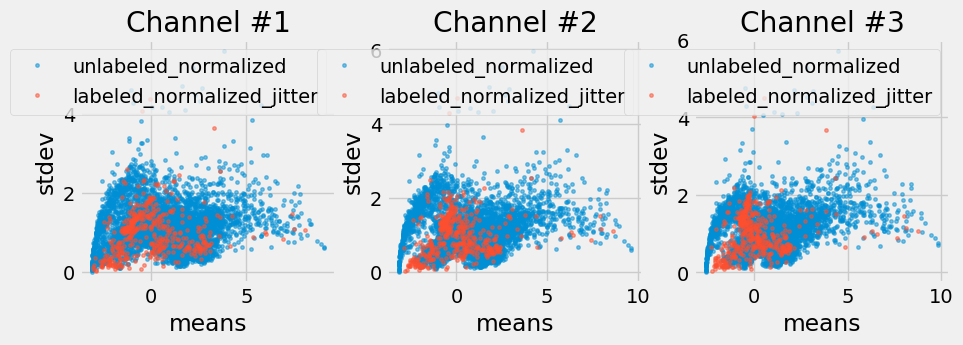 Channel #1
Channel #2
Channel #3
unlabeled_normalized
labeled_normalized_jitter
unlabeled_normalized
labeled_normalized_jitter
unlabeled_normalized
labeled_normalized_jitter
stdev
4
2
0
0
5
means
stdev
6
4
2
0
0
5
10
means
stdev
6
4
2
0
0
5
10
means